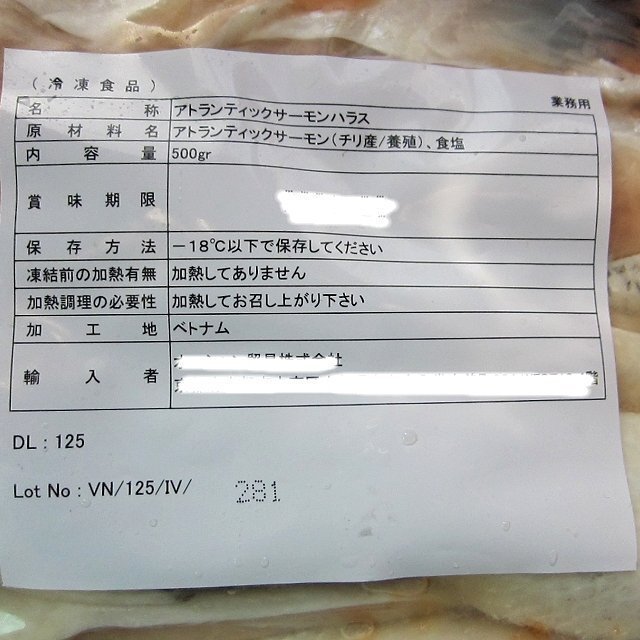 （冷凍食品）
業務用
名称 アトランティックサーモンハラス
原材料名 アトランティックサーモン(チリ産/養殖)、食塩
内容量 500gr
賞味期限
保存方法 －18℃以下で保存してください
凍結前の加熱有無 加熱してありません
加熱調理の必要性 加熱してお召し上がり下さい
加工地 ベトナム
輸入者 貿易株式会社
DL : 125
Lot No : VN/125/IV/ 281